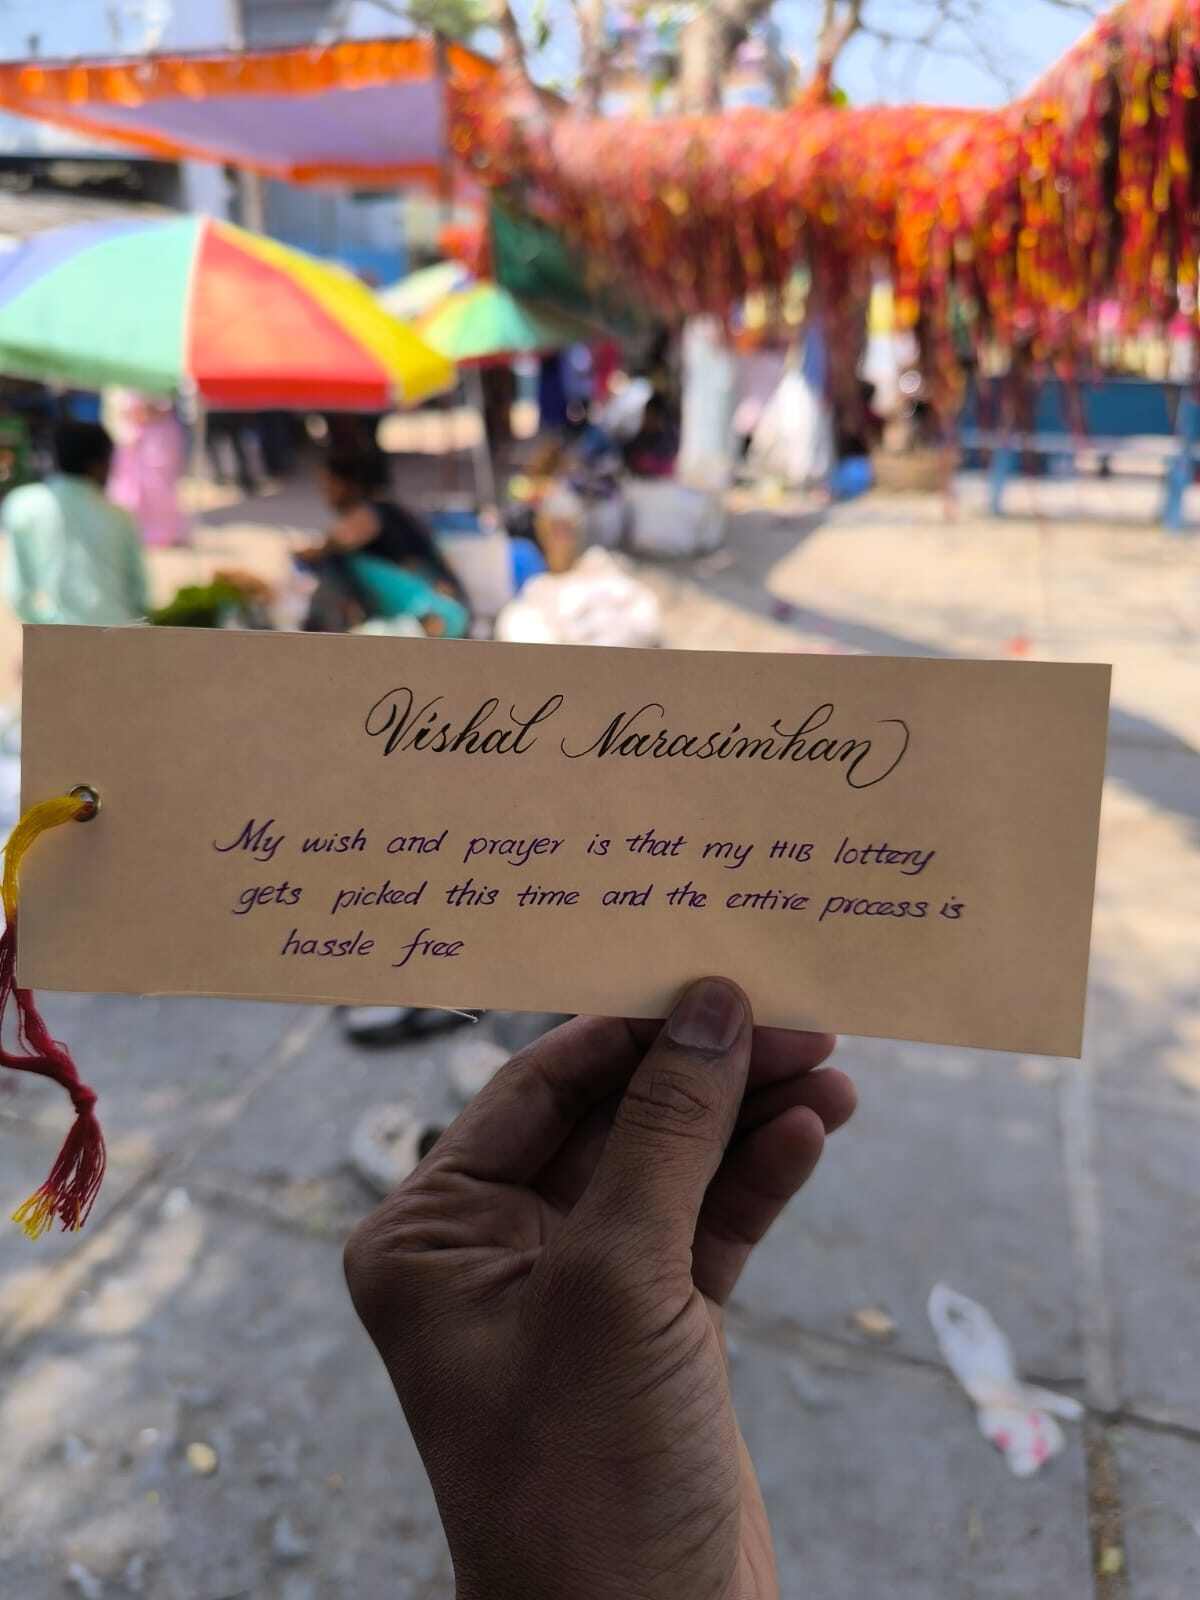 Vishal Narasimhan
My wish and prayer is that my H1B lottery
gets picked this time and the entire process is
hassle free